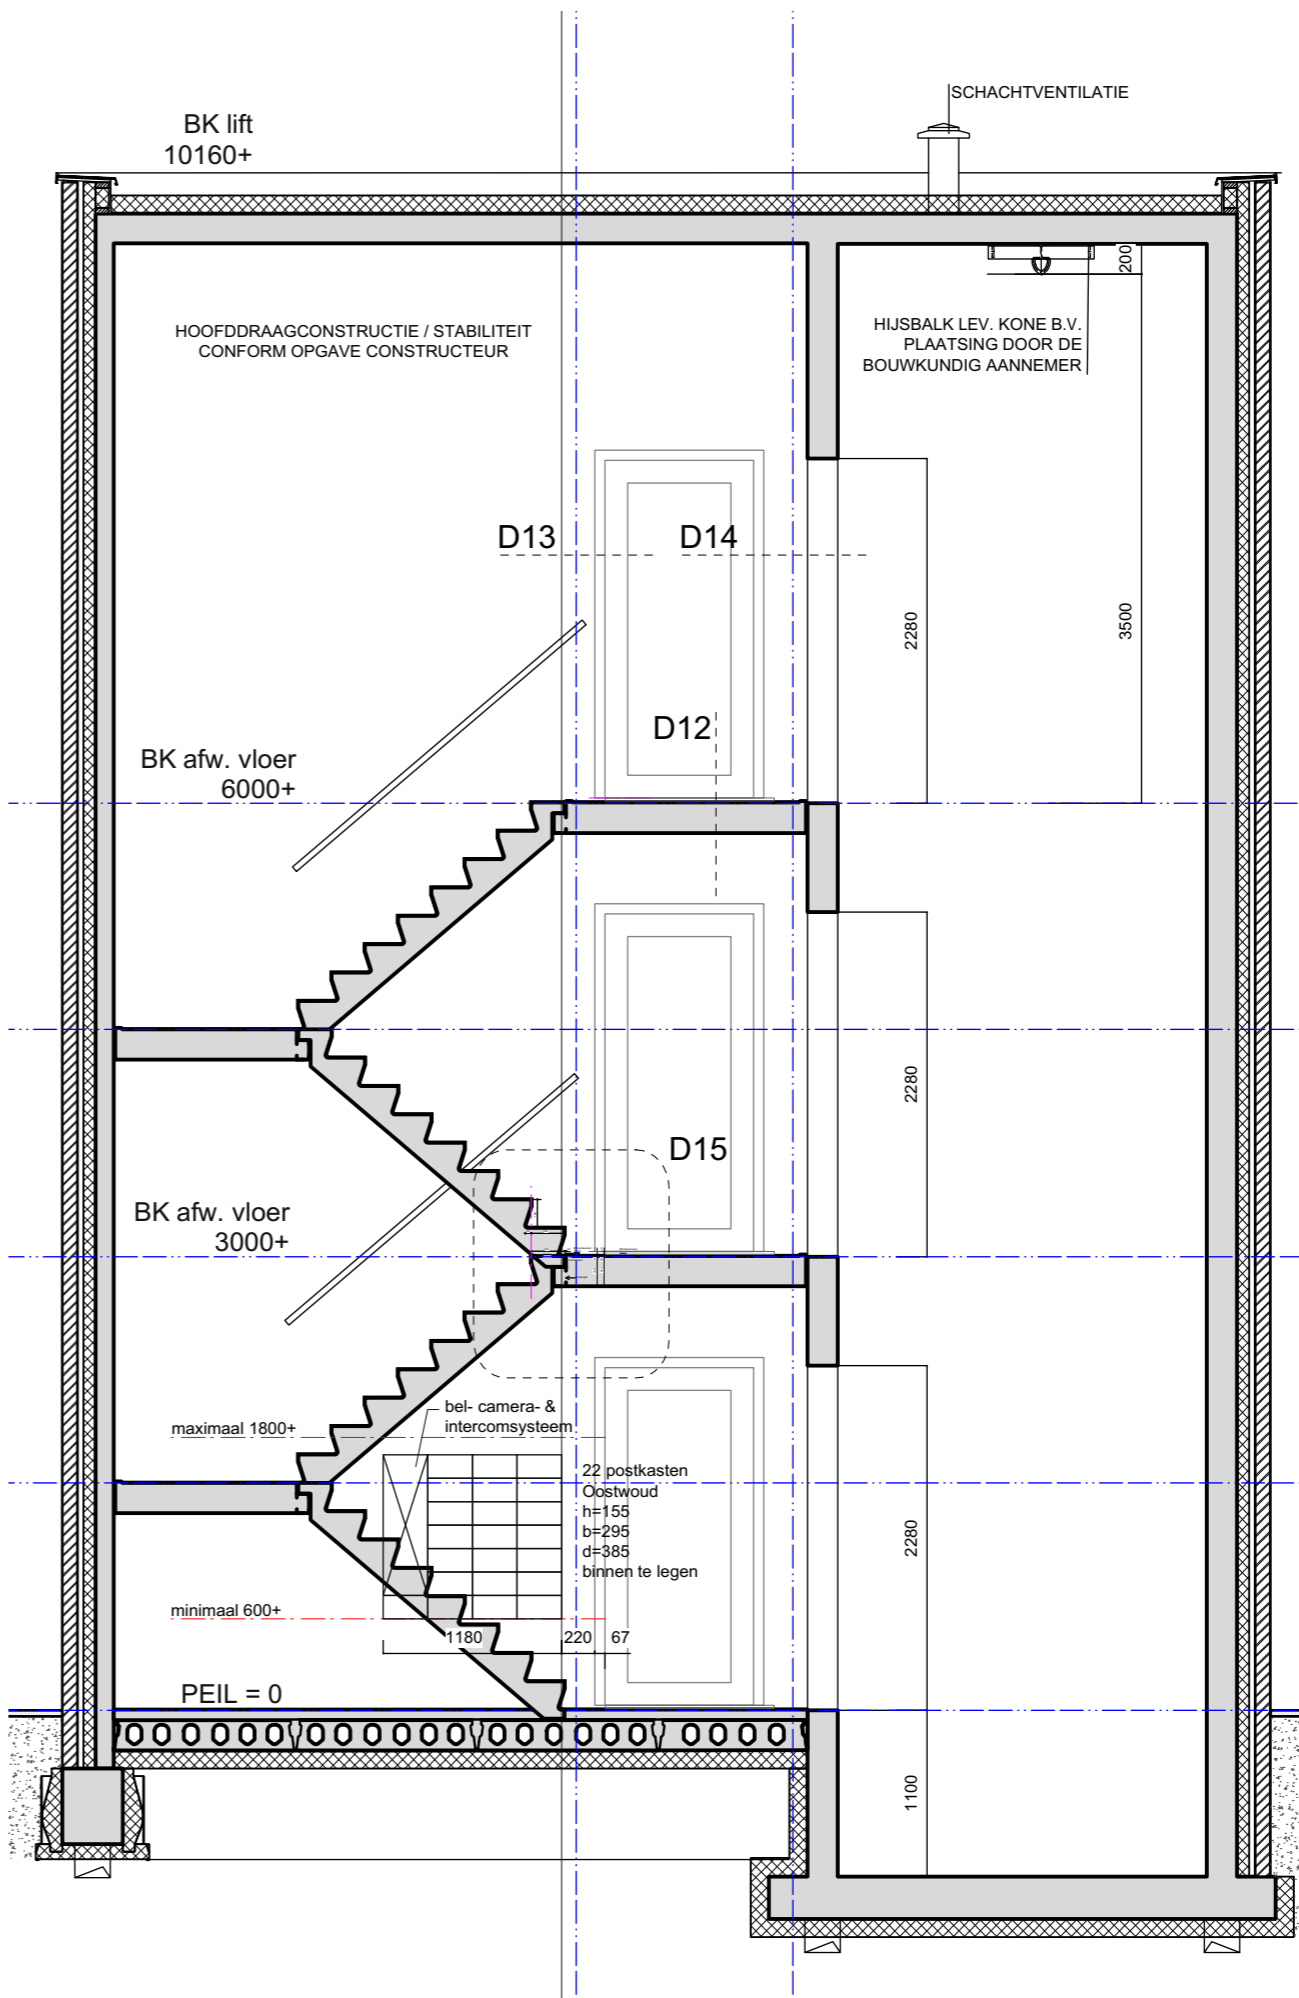 SCHACHTVENTILATIE
BK lift
10160+
200
HOOFDDRAAGCONSTRUCTIE / STABILITEIT
CONFORM OPGAVE CONSTRUCTEUR
HIJSBALK LEV. KONE B.V.
PLAATSING DOOR DE
BOUWKUNDIG AANNEMER
D13
D14
2280
3500
D12
BK afw. vloer
6000+
2280
D15
BK afw. vloer
3000+
bel- camera- &
intercomsysteem
maximaal 1800+
22 postkasten
Oostwoud
h=155
b=295
d=385
binnen te legen
2280
minimaal 600+
1180
220
67
PEIL = 0
1100